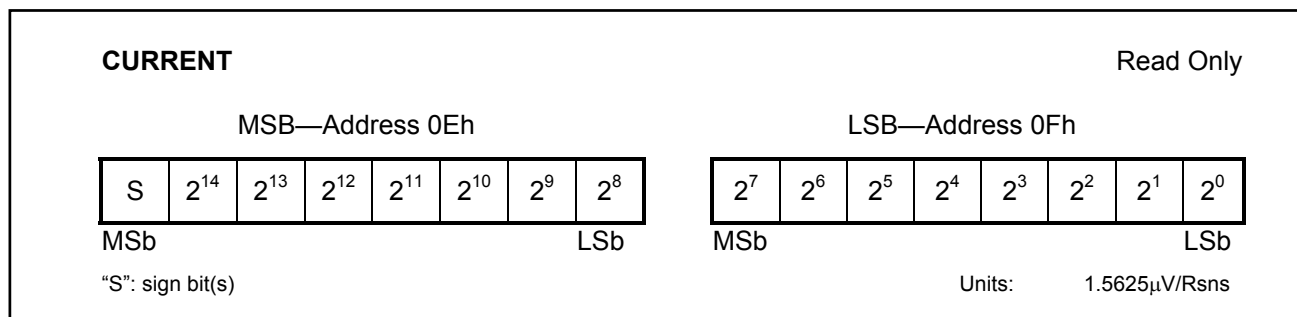 CURRENT Read Only
MSB—Address 0Eh LSB—Address 0Fh
S 2^14 2^13 2^12 2^11 2^10 2^9 2^8 2^7 2^6 2^5 2^4 2^3 2^2 2^1 2^0
MSb LSb MSb LSb
“S”: sign bit(s) Units: 1.5625μV/Rsns